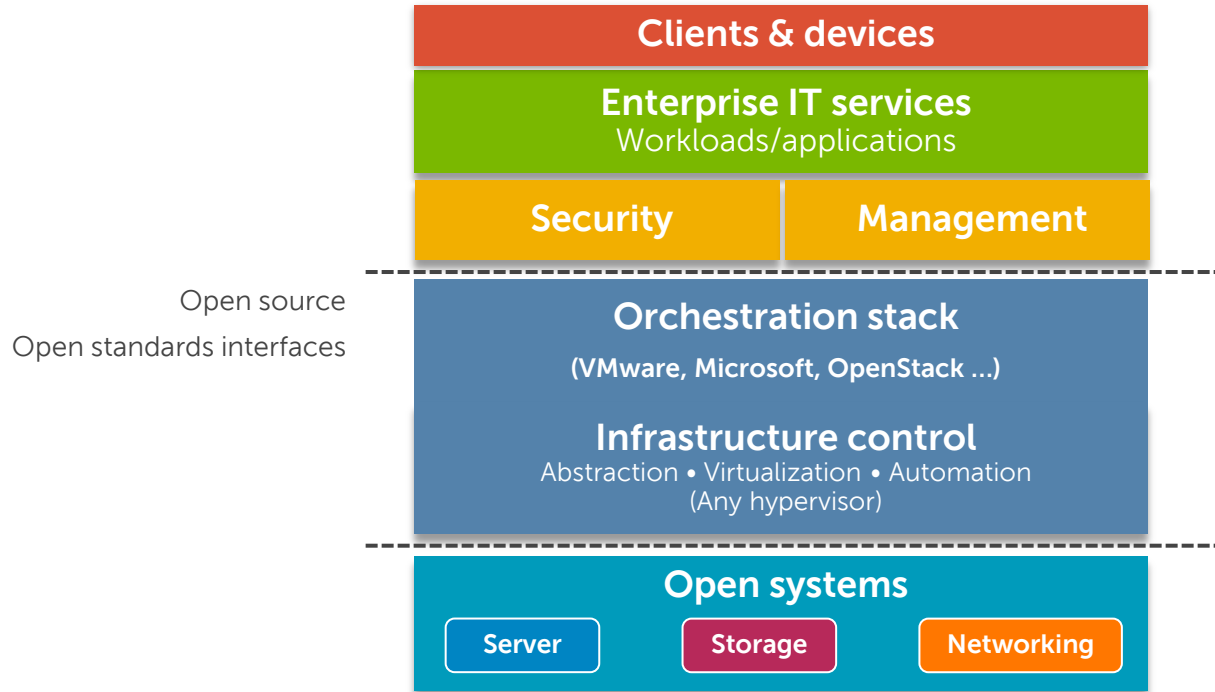 Clients & devices
Enterprise IT services
Workloads/applications
Security
Management
Open source
Open standards interfaces
Orchestration stack
(VMware, Microsoft, OpenStack ...)
Infrastructure control
Abstraction • Virtualization • Automation
(Any hypervisor)
Open systems
Server
Storage
Networking